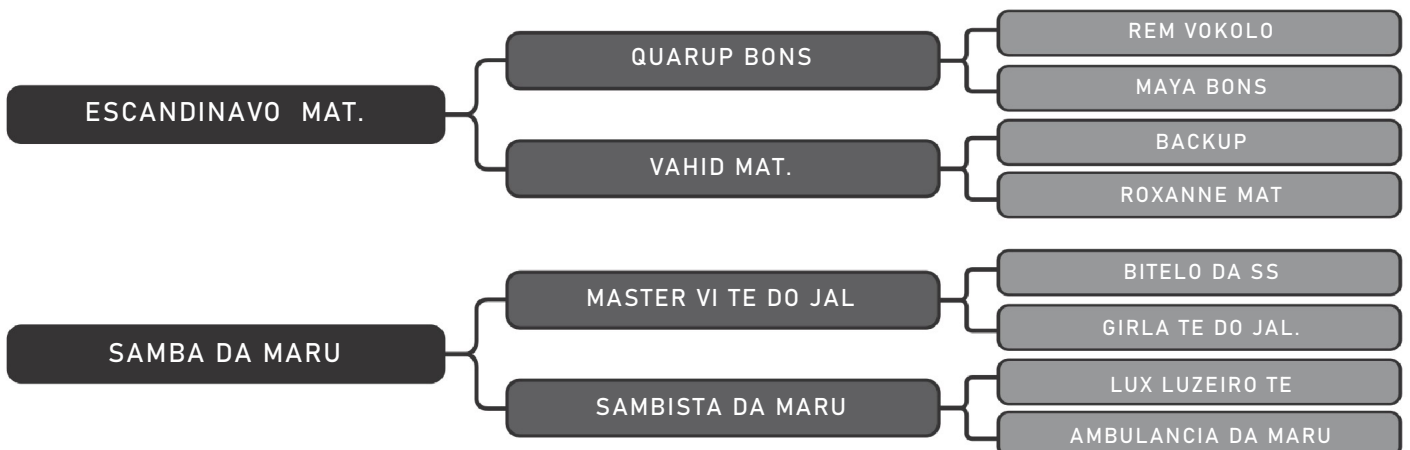 ESCANDINAVO MAT.
QUARUP BONS
REM VOKOLO
MAYA BONS
VAHID MAT.
BACKUP
ROXANNE MAT
SAMBA DA MARU
MASTER VI TE DO JAL
BITELO DA SS
GIRLA TE DO JAL.
SAMBISTA DA MARU
LUX LUZEIRO TE
AMBULANCIA DA MARU